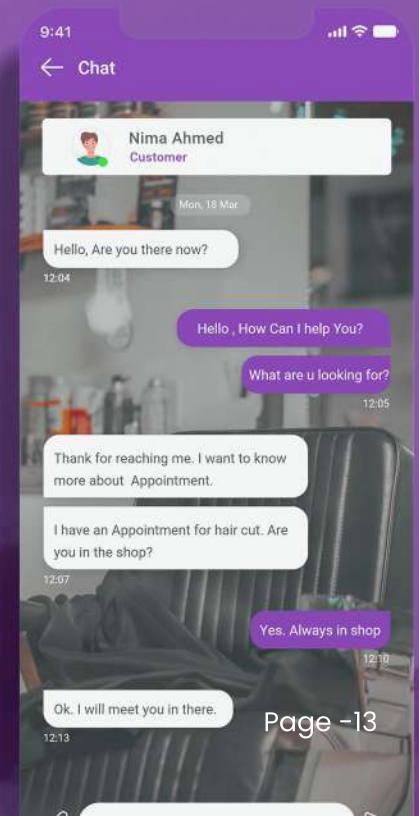 9:41
Chat
Nima Ahmed
Customer
Mon, 18 Mar
Hello, Are you there now?
12:04
Hello , How Can I help You?
What are u looking for?
12:05
Thank for reaching me. I want to know
more about Appointment.
I have an Appointment for hair cut. Are
you in the shop?
12:07
Yes. Always in shop
12:10
Ok. I will meet you in there.
Page -13
12:13